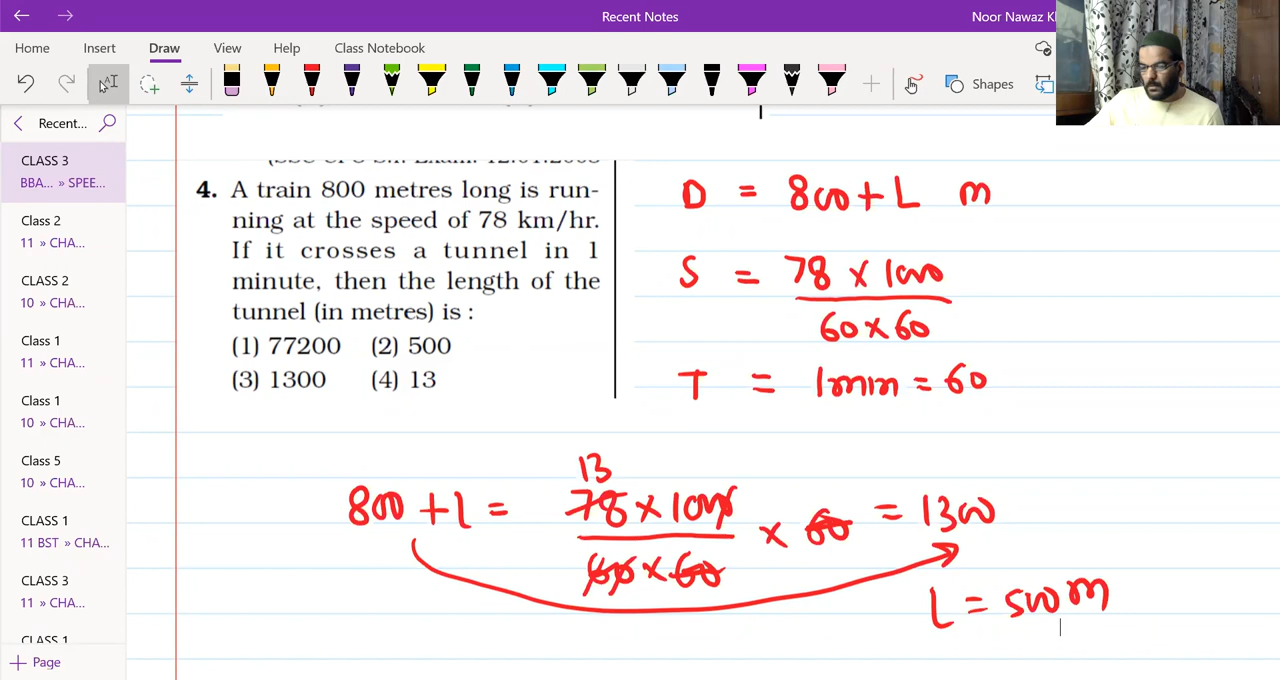 Recent Notes
Noor Nawaz Kh
Home Insert Draw View Help Class Notebook
Shapes
Recent...
CLASS 3
BBA... » SPEE...
Class 2
11 » CHA...
CLASS 2
10 » CHA...
Class 1
11 » CHA...
Class 1
10 » CHA...
Class 5
10 » CHA...
CLASS 1
11 BST » CHA...
CLASS 3
11 » CHA...
CLASS 1
Page
4. A train 800 metres long is run-
ning at the speed of 78 km/hr.
If it crosses a tunnel in 1
minute, then the length of the
tunnel (in metres) is :
(1) 77200 (2) 500
(3) 1300 (4) 13
D = 800 + L m
S = 78 × 1000
60 × 60
T = 1 min = 60
13
800 + L = 78 × 1000 × 60 = 1300
60 × 60
L = 500 m